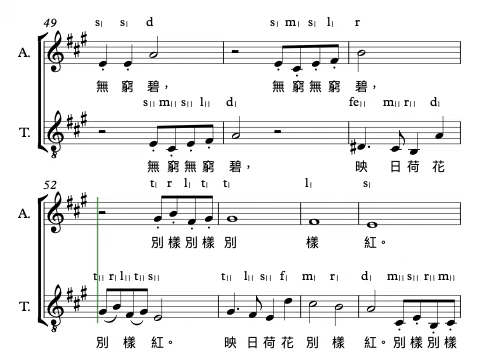 49 s| s| d s| m| s| l| r
A.
無 窮 碧， 無 窮 無 窮 碧，
s|| m|| s|| l|| d| fe|| m|| r|| d|
T.
無 窮 無 窮 碧， 映 日 荷 花
52 t| r l| t| t| l| s|
A.
別 樣 別 樣 別 樣 紅。
t|| r| l|| t|| s|| t|| l|| s|| f| m| r| d| m|| s|| r|| m||
T.
別 樣 紅。 映 日 荷 花 別 樣 紅。別 樣 別 樣